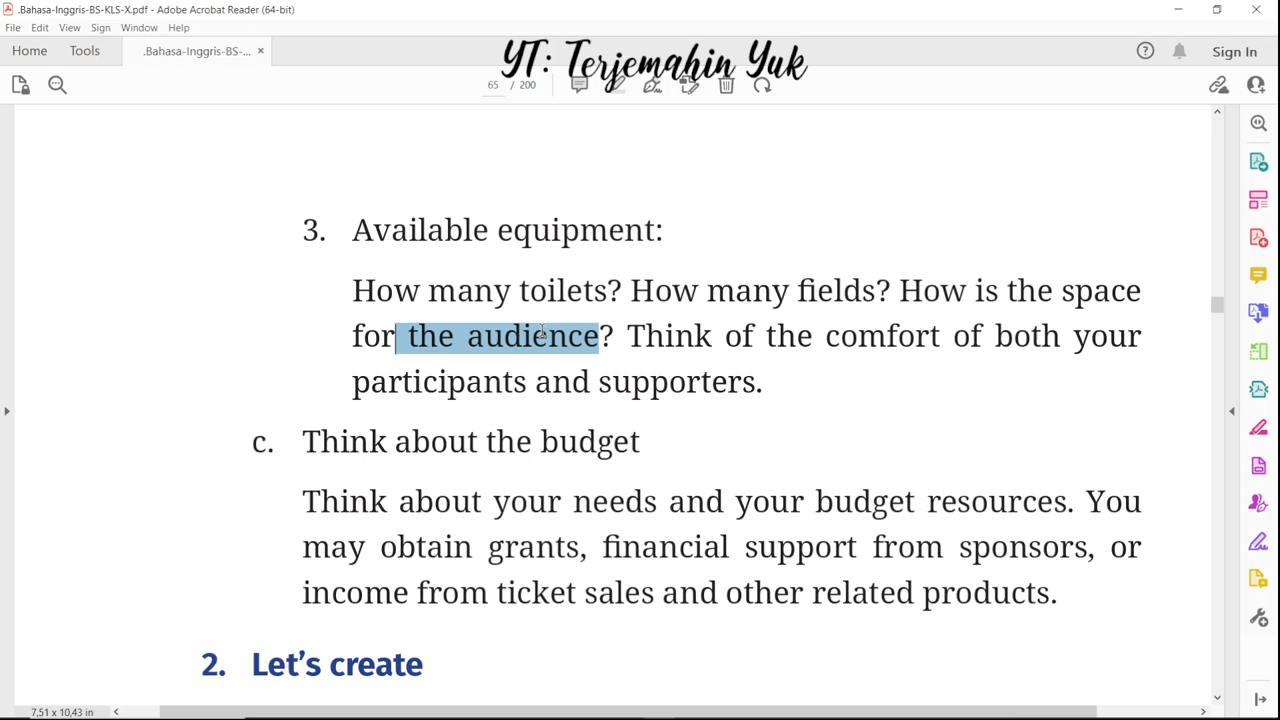 .Bahasa-Inggris-BS-KLS-X.pdf - Adobe Acrobat Reader (64-bit)
File Edit View Sign Window Help
Home Tools .Bahasa-Inggris-BS-... × Sign In
YT: Terjemahin Yuk
65 / 200
3. Available equipment:
How many toilets? How many fields? How is the space
for the audience? Think of the comfort of both your
participants and supporters.
c. Think about the budget
Think about your needs and your budget resources. You
may obtain grants, financial support from sponsors, or
income from ticket sales and other related products.
2. Let's create
7,51 x 10,43 in